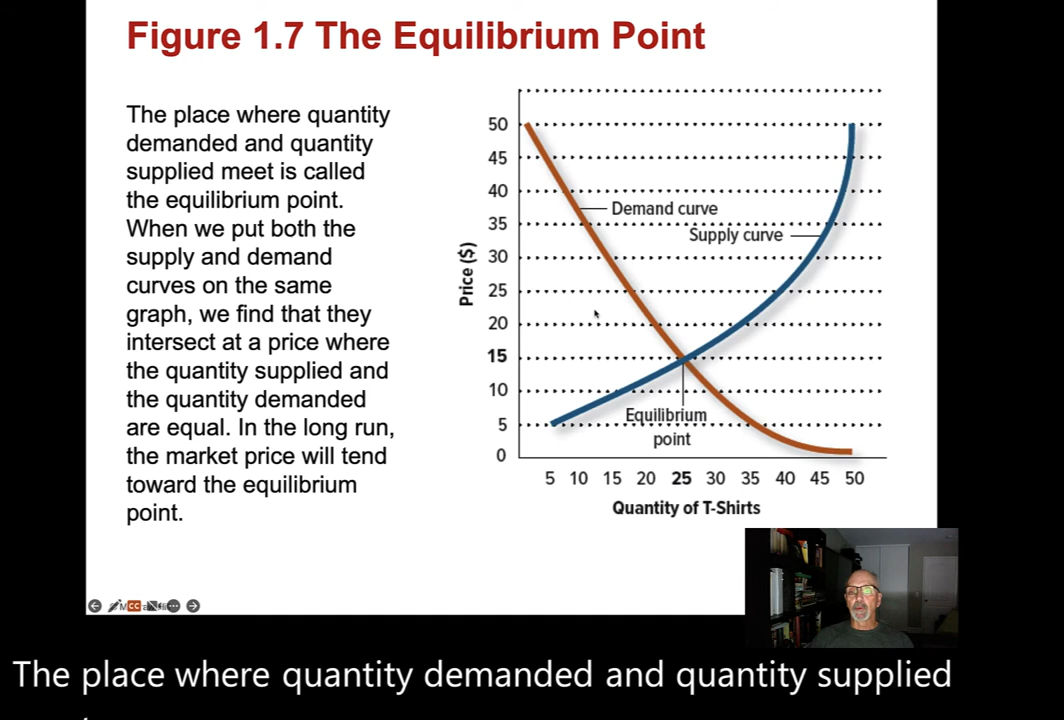 Figure 1.7 The Equilibrium Point
The place where quantity
demanded and quantity
supplied meet is called
the equilibrium point.
When we put both the
supply and demand
curves on the same
graph, we find that they
intersect at a price where
the quantity supplied and
the quantity demanded
are equal. In the long run,
the market price will tend
toward the equilibrium
point.
Price ($)
50
45
40
35
30
25
20
15
10
5
0
Demand curve
Supply curve
Equilibrium
point
5 10 15 20 25 30 35 40 45 50
Quantity of T-Shirts
CC
The place where quantity demanded and quantity supplied